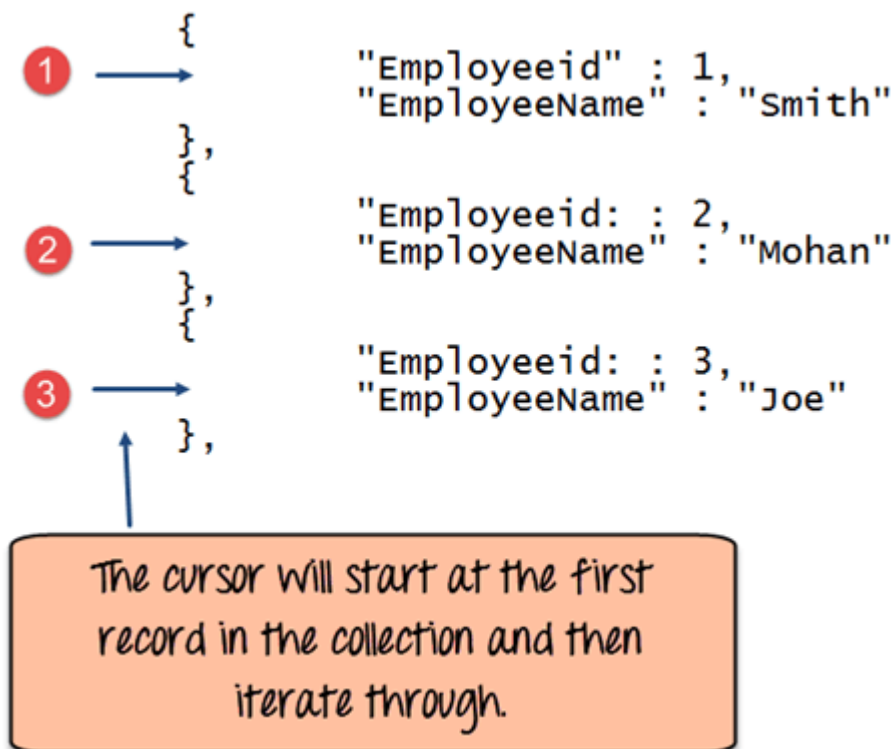 {
1
"Employeeid" : 1,
"EmployeeName" : "Smith"
},
{
"Employeeid: : 2,
2
"EmployeeName" : "Mohan"
},
{
"Employeeid: : 3,
3
"EmployeeName" : "Joe"
},
The cursor will start at the first
record in the collection and then
iterate through.